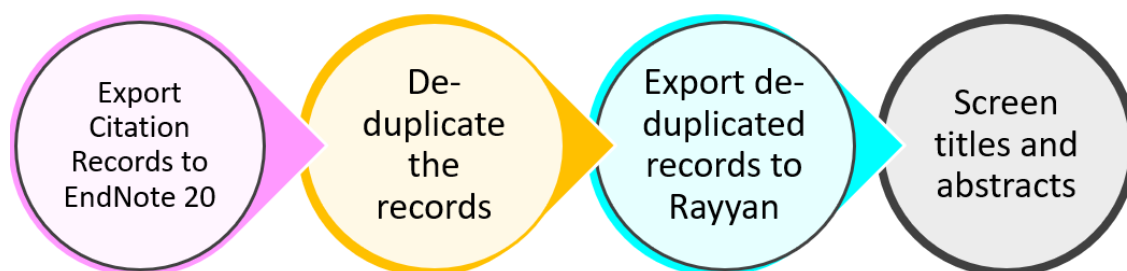 Export
Citation
Records to
EndNote 20
De-
duplicate
the
records
Export de-
duplicated
records to
Rayyan
Screen
titles and
abstracts